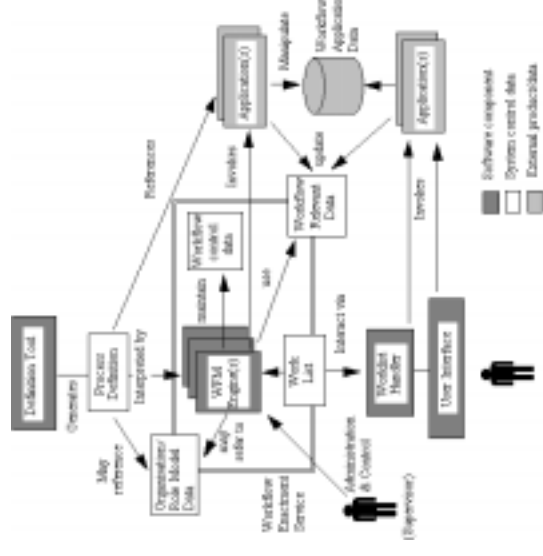 Definition Tool
Generates
Process
Definition
References
May
reference
Interpreted by
Organisation/
Role Model
Data
may
refer to
WFM
Engine(s)
maintain
Workflow
control
data
Invokes
Application(s)
Manipulate
Workflow
Application
Data
use
Workflow
Relevant
Data
update
Workflow
Enactment
Service
Work
List
Interact via
Administration
& Control
(Supervisor)
Worklist
Handler
Invokes
Application(s)
User Interface
Software component
System control data
External product/data